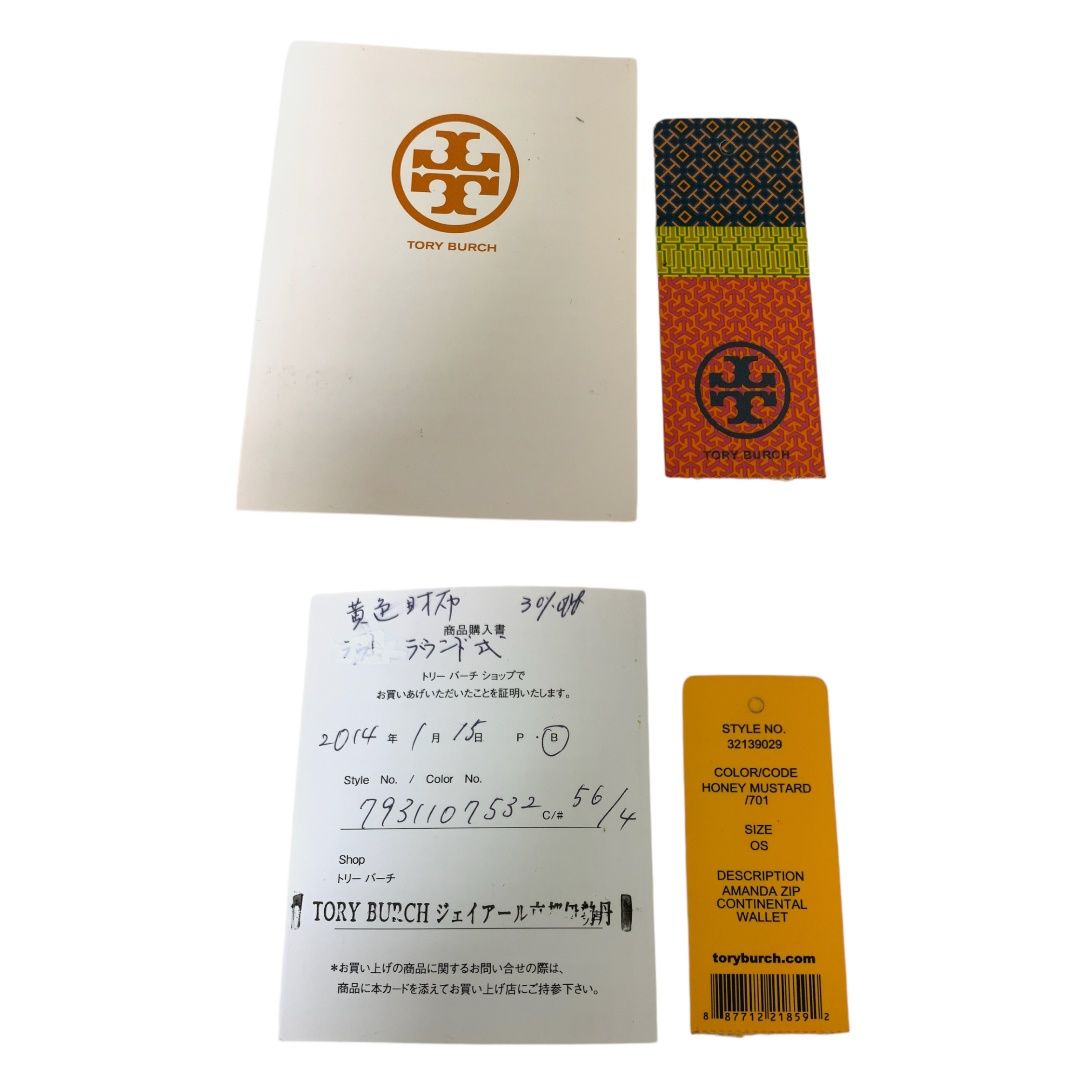 TORY BURCH
TORY BURCH
黄色財布 30%off
商品購入書
ラウンド式
トリー バーチ ショップで
お買いあげいただいたことを証明いたします。
2014 年 1 月 15 日 P ・ B
Style No. / Color No.
7931107532 C/# 56/4
Shop
トリー バーチ
TORY BURCH ジェイアール 伊勢丹
*お買い上げの商品に関するお問い合せの際は、
商品に本カードを添えてお買い上げ店にご持参下さい。
STYLE NO.
32139029
COLOR/CODE
HONEY MUSTARD
/701
SIZE
OS
DESCRIPTION
AMANDA ZIP
CONTINENTAL
WALLET
toryburch.com
8 87712 21859 2